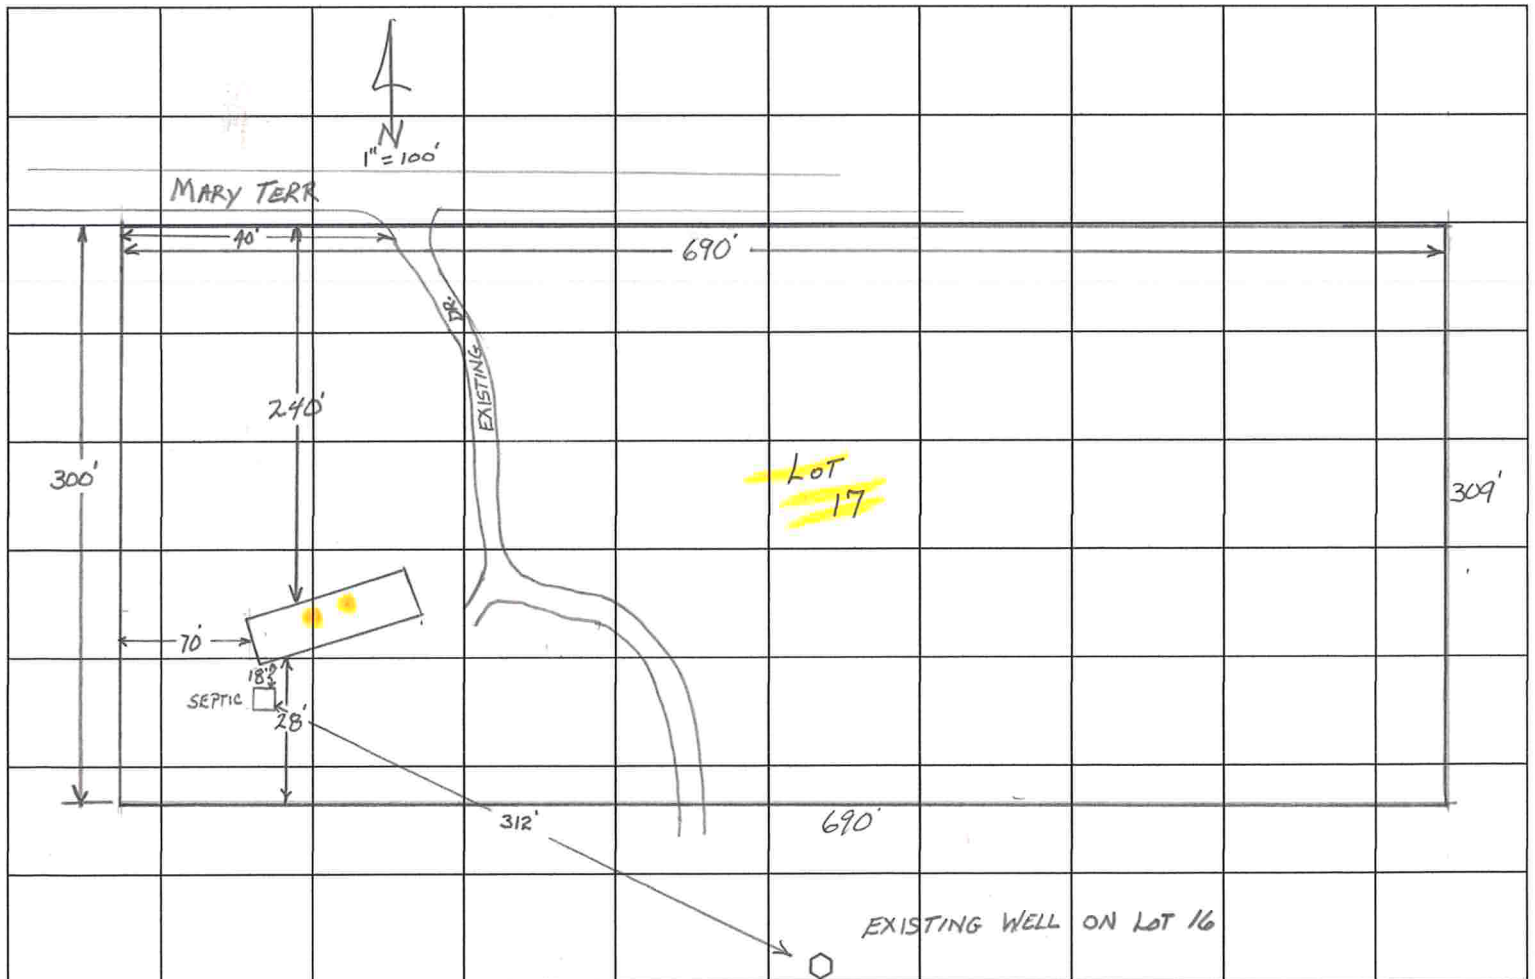 N
1" = 100'
MARY TERR
40'
690'
DR.
EXISTING
240'
300'
LOT
17
309'
70'
SEPTIC
28'
312'
690'
EXISTING WELL ON LOT 16